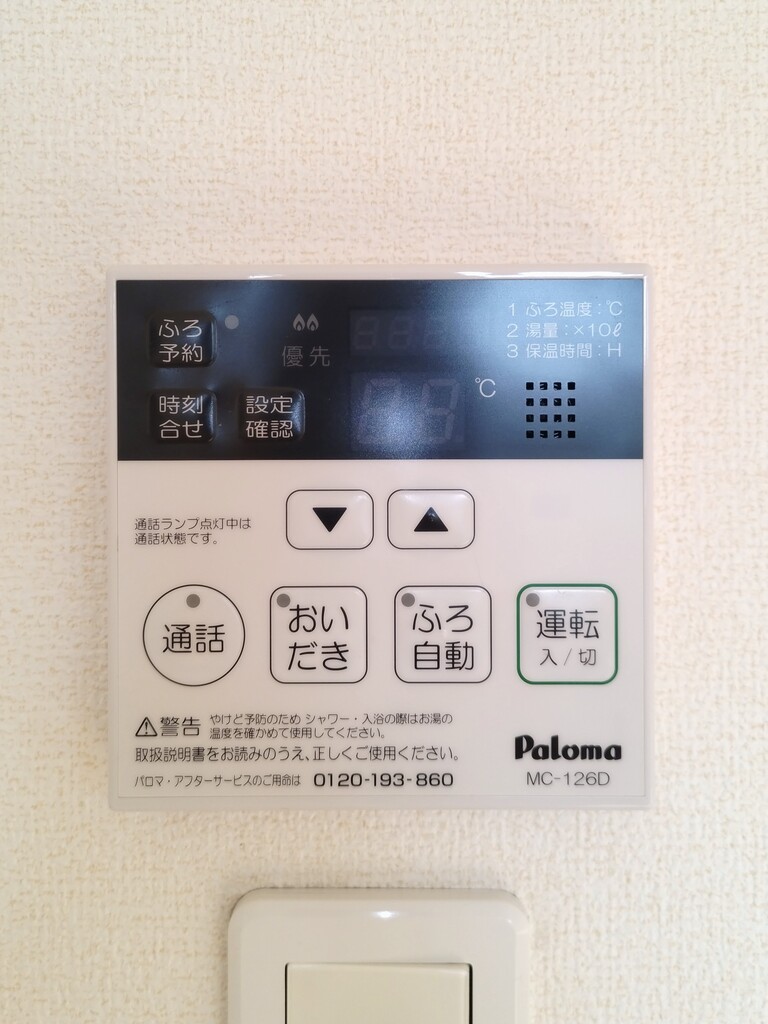 ふろ
予約
優先
1 ふろ温度:℃
2 湯量:×10ℓ
3 保温時間:H
時刻
合せ
設定
確認
℃
通話ランプ点灯中は
通話状態です。
▼ ▲
通話
おい
だき
ふろ
自動
運転
入/切
⚠警告 やけど予防のため シャワー・入浴の際はお湯の
温度を確かめて使用してください。
取扱説明書をお読みのうえ、正しくご使用ください。
パロマ・アフターサービスのご用命は 0120-193-860
Paloma
MC-126D